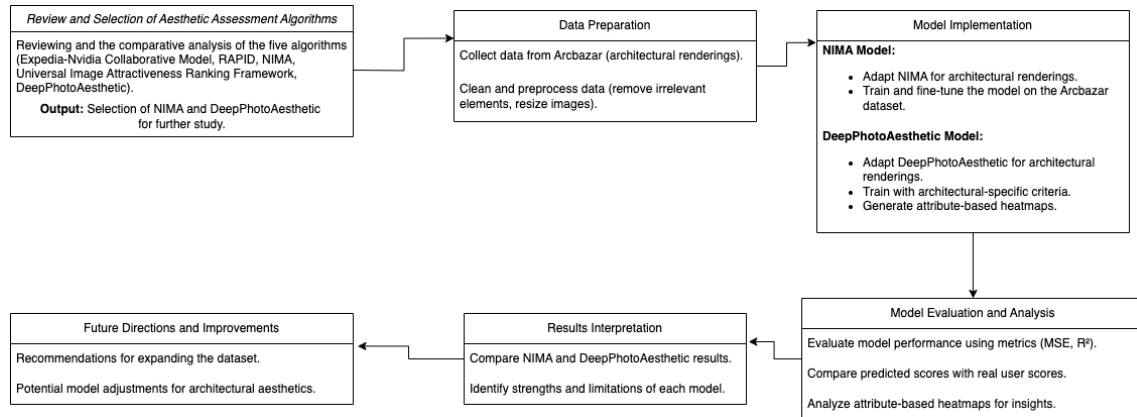 Review and Selection of Aesthetic Assessment Algorithms
Reviewing and the comparative analysis of the five algorithms
(Expedia-Nvidia Collaborative Model, RAPID, NIMA,
Universal Image Attractiveness Ranking Framework,
DeepPhotoAesthetic).
Output: Selection of NIMA and DeepPhotoAesthetic
for further study.
Data Preparation
Collect data from Arcbazar (architectural renderings).
Clean and preprocess data (remove irrelevant
elements, resize images).
Model Implementation
NIMA Model:
• Adapt NIMA for architectural renderings.
• Train and fine-tune the model on the Arcbazar
dataset.
DeepPhotoAesthetic Model:
• Adapt DeepPhotoAesthetic for architectural
renderings.
• Train with architectural-specific criteria.
• Generate attribute-based heatmaps.
Model Evaluation and Analysis
Evaluate model performance using metrics (MSE, R²).
Compare predicted scores with real user scores.
Analyze attribute-based heatmaps for insights.
Results Interpretation
Compare NIMA and DeepPhotoAesthetic results.
Identify strengths and limitations of each model.
Future Directions and Improvements
Recommendations for expanding the dataset.
Potential model adjustments for architectural aesthetics.